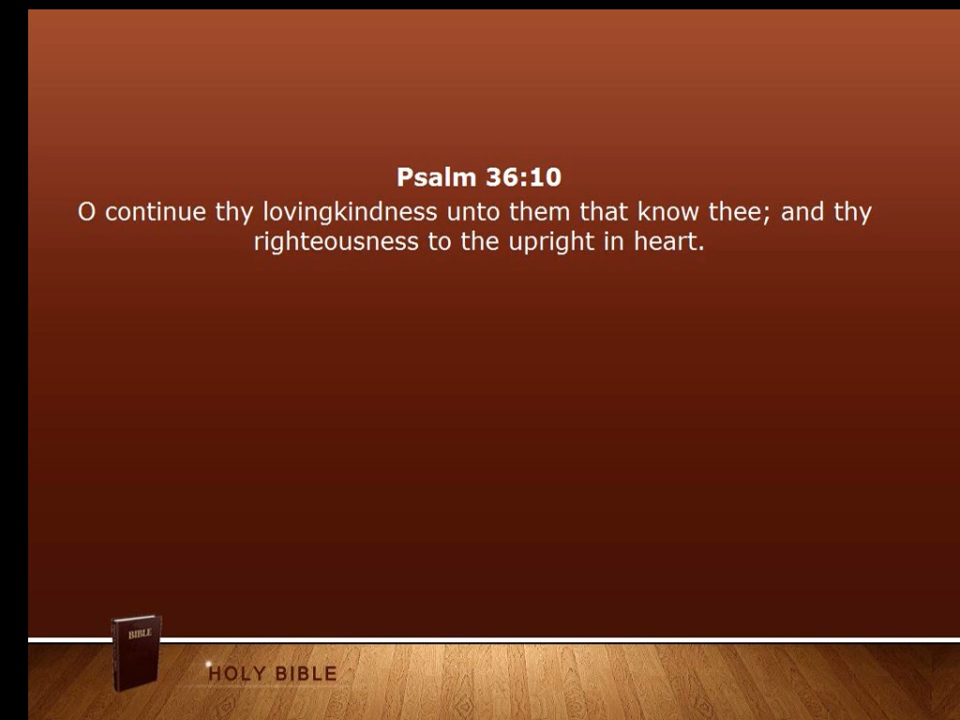 Psalm 36:10
O continue thy lovingkindness unto them that know thee; and thy
righteousness to the upright in heart.
BIBLE
HOLY BIBLE